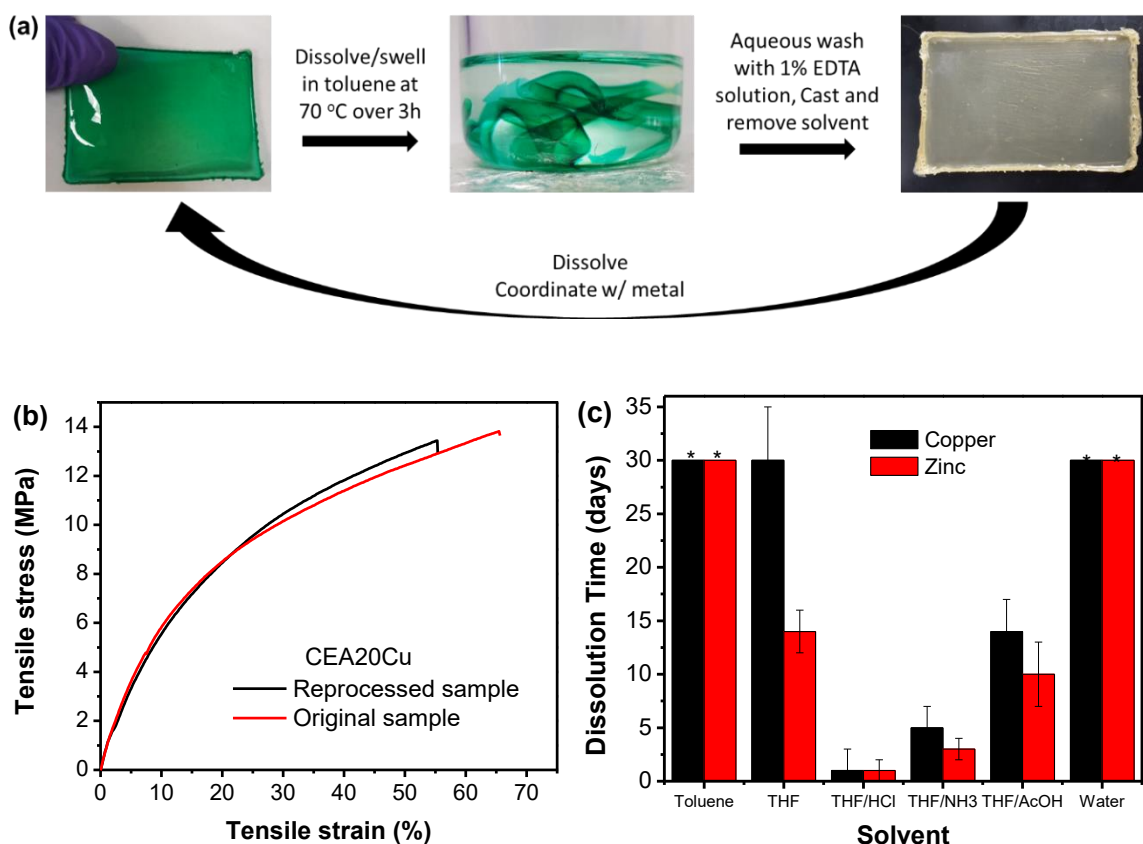 (a)
Dissolve/swell
in toluene at
70 °C over 3h
Aqueous wash
with 1% EDTA
solution, Cast and
remove solvent
Dissolve
Coordinate w/ metal
(b)
Tensile stress (MPa)
14
12
10
8
6
4
2
0
CEA20Cu
Reprocessed sample
Original sample
0 10 20 30 40 50 60 70
Tensile strain (%)
(c)
Dissolution Time (days)
35
30
25
20
15
10
5
0
Copper
Zinc
* * * *
Toluene THF THF/HCl THF/NH3 THF/AcOH Water
Solvent